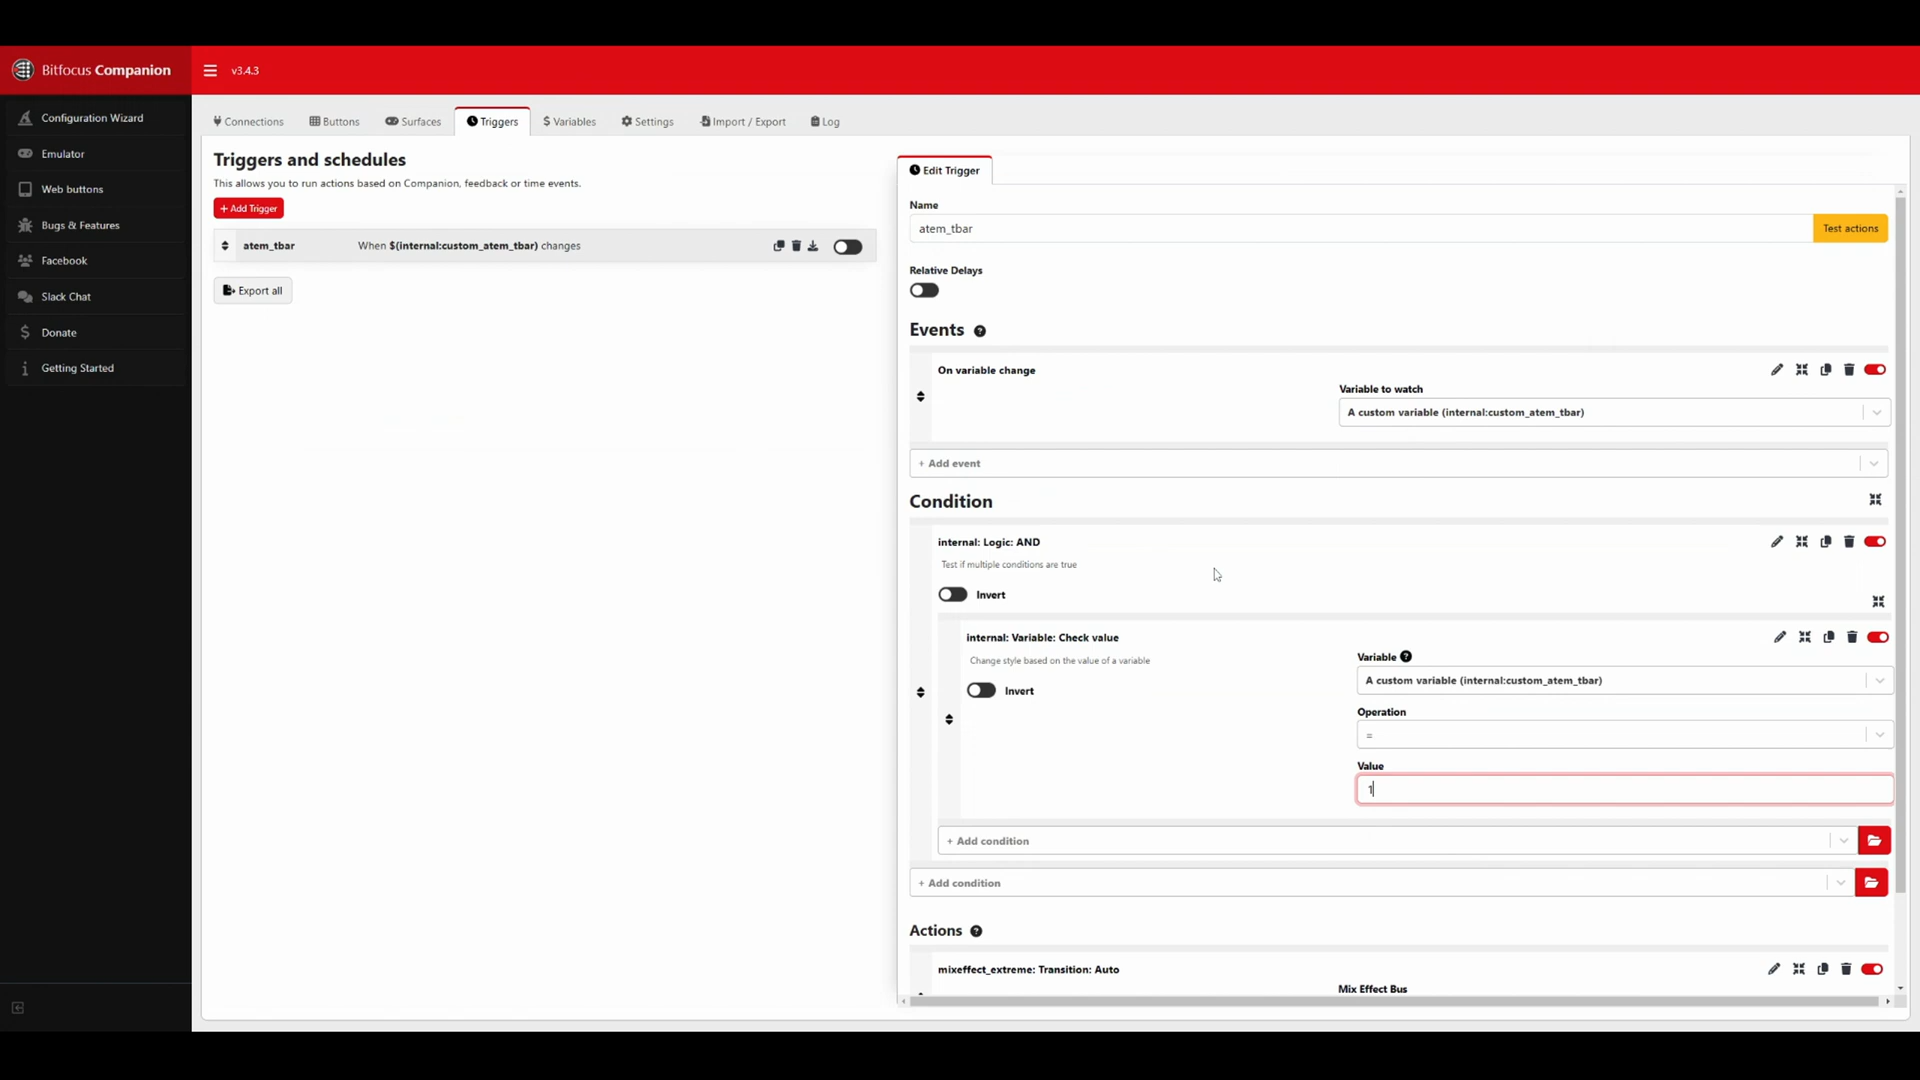 Bitfocus Companion
v3.4.3
Configuration Wizard
Emulator
Web buttons
Bugs & Features
Facebook
Slack Chat
Donate
Getting Started
Connections
Buttons
Surfaces
Triggers
$ Variables
Settings
Import / Export
Log
Triggers and schedules
This allows you to run actions based on Companion, feedback or time events.
+ Add Trigger
atem_tbar
When $(internal:custom_atem_tbar) changes
Export all
Edit Trigger
Name
atem_tbar
Test actions
Relative Delays
Events
On variable change
Variable to watch
A custom variable (internal:custom_atem_tbar)
+ Add event
Condition
internal: Logic: AND
Test if multiple conditions are true
Invert
internal: Variable: Check value
Change style based on the value of a variable
Invert
Variable
A custom variable (internal:custom_atem_tbar)
Operation
=
Value
1
+ Add condition
+ Add condition
Actions
mixeffect_extreme: Transition: Auto
Mix Effect Bus